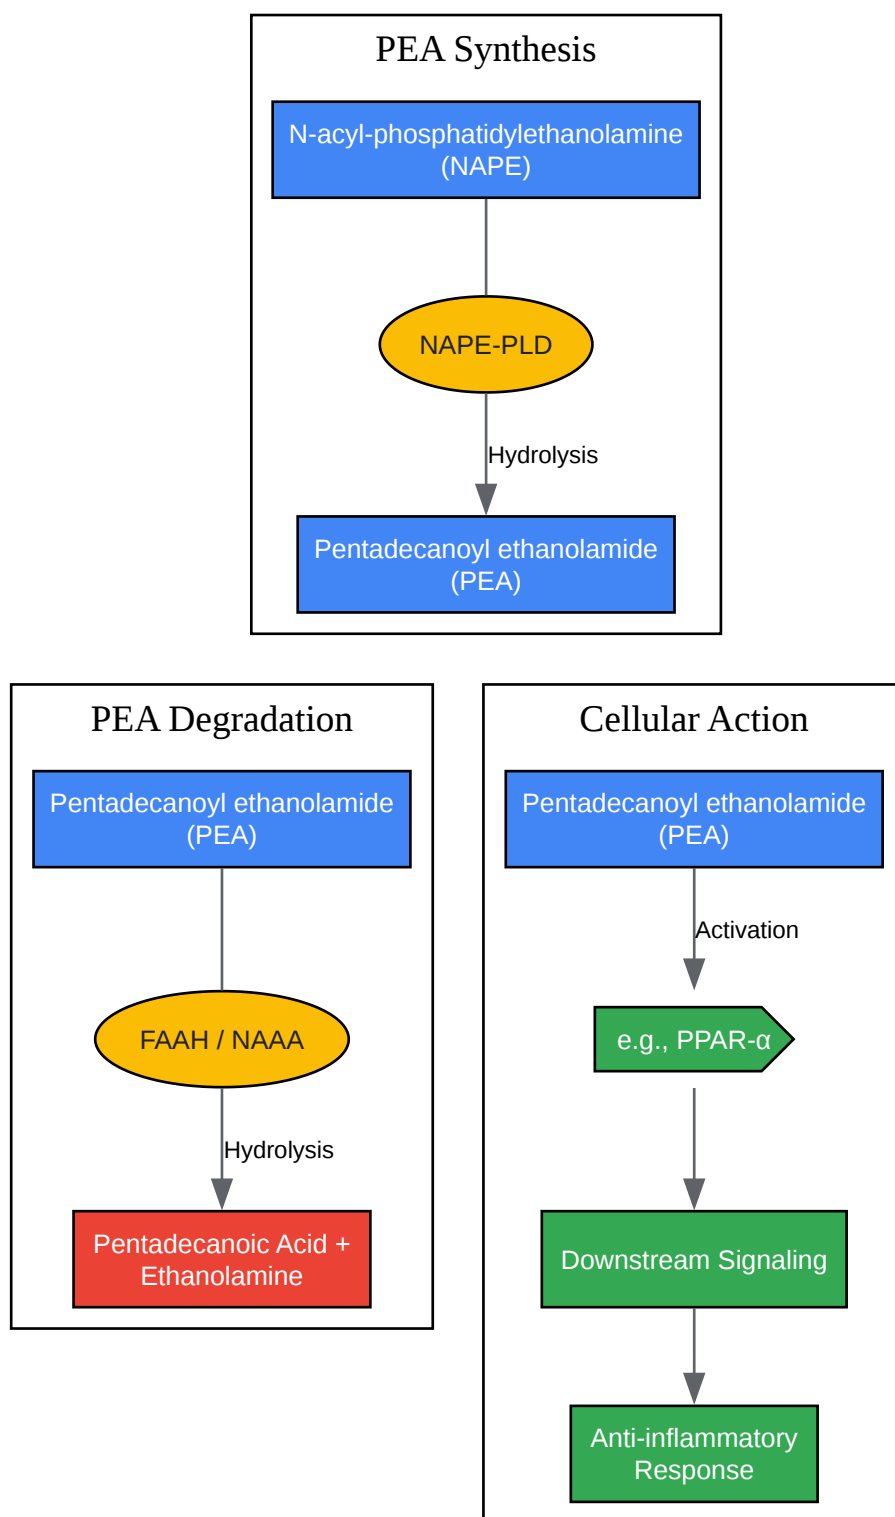 PEA Synthesis
N-acyl-phosphatidylethanolamine
(NAPE)
NAPE-PLD
Hydrolysis
Pentadecanoyl ethanolamide
(PEA)
PEA Degradation
Pentadecanoyl ethanolamide
(PEA)
FAAH / NAAA
Hydrolysis
Pentadecanoic Acid +
Ethanolamine
Cellular Action
Pentadecanoyl ethanolamide
(PEA)
Activation
e.g., PPAR-α
Downstream Signaling
Anti-inflammatory
Response